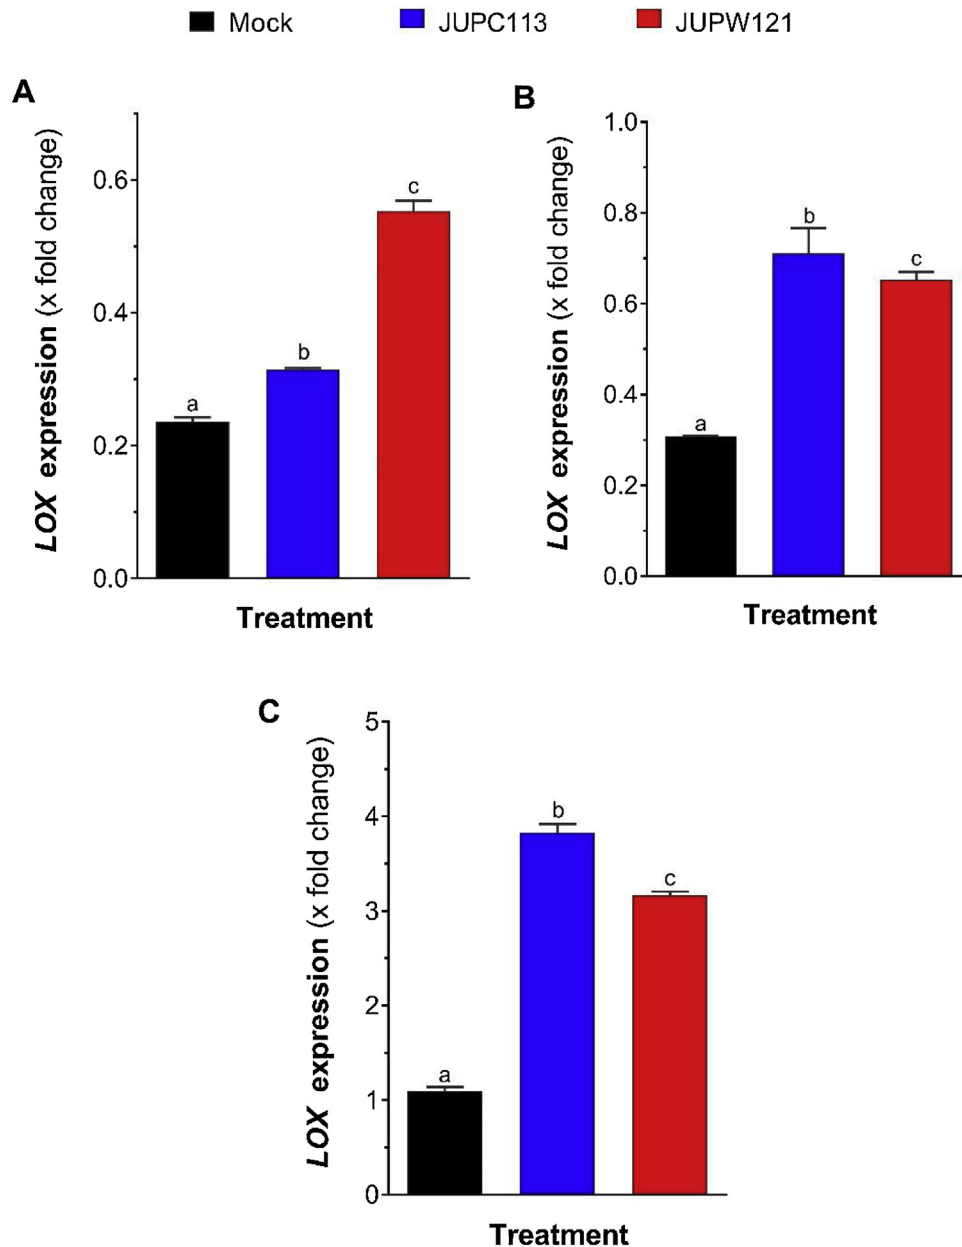 Mock JUPC113 JUPW121
A
LOX expression (x fold change)
0.6
0.4
0.2
0.0
a
b
c
Treatment
B
LOX expression (x fold change)
1.0
0.8
0.6
0.4
0.2
0.0
a
b
c
Treatment
C
LOX expression (x fold change)
5
4
3
2
1
0
a
b
c
Treatment